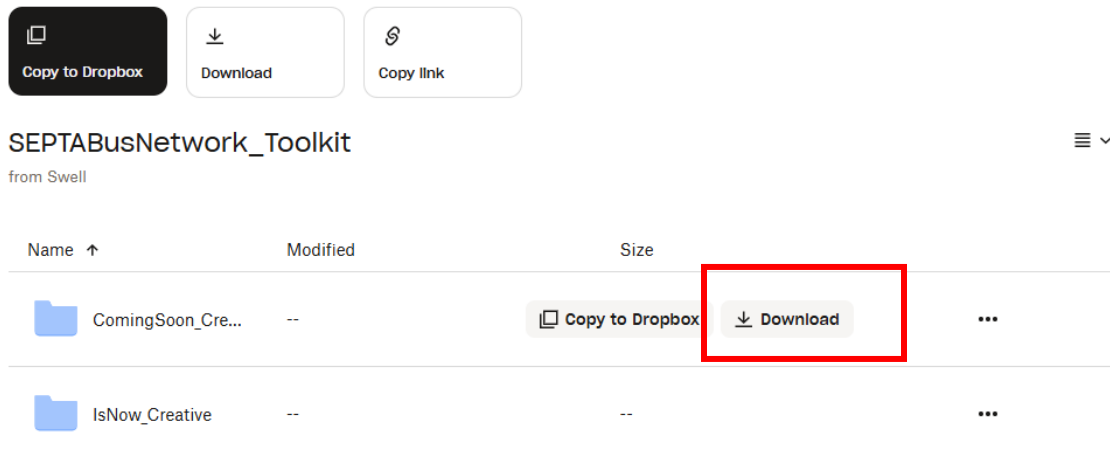 Copy to Dropbox
Download
Copy link
SEPTABusNetwork_Toolkit
from Swell
Name Modified Size
ComingSoon_Cre... -- Copy to Dropbox Download
IsNow_Creative -- --